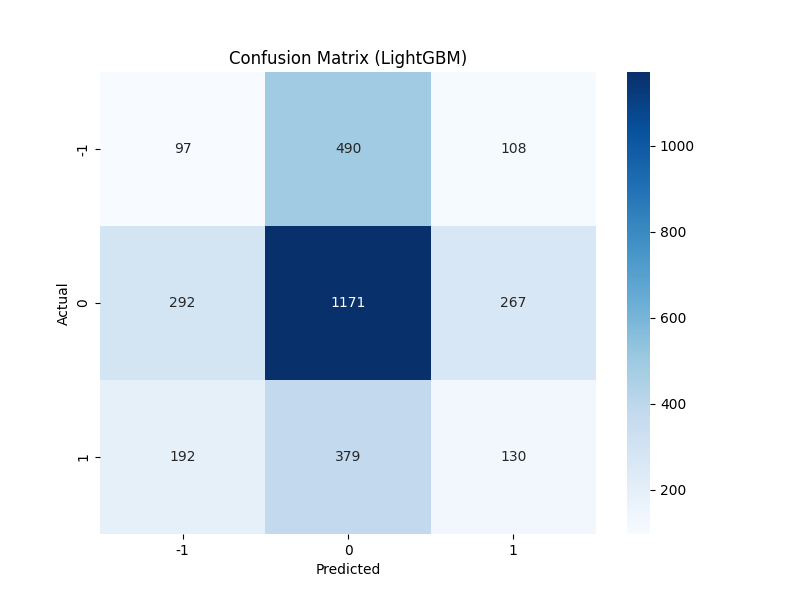 Confusion Matrix (LightGBM)
-1 97 490 108
0 292 1171 267
1 192 379 130
-1 0 1
Predicted
Actual
1000
800
600
400
200